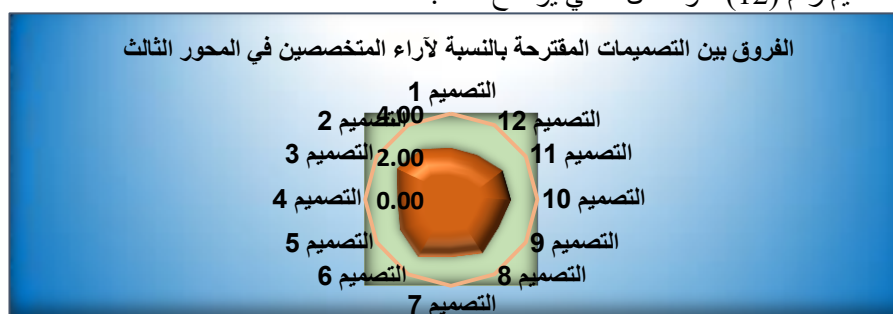 (12)
الفروق بين التصميمات المقترحة بالنسبة لآراء المتخصصين في المحور الثالث
التصميم 1
التصميم 2
4.00
التصميم 12
التصميم 3
2.00
التصميم 11
التصميم 4
0.00
التصميم 10
التصميم 5
التصميم 9
التصميم 6
التصميم 8
التصميم 7